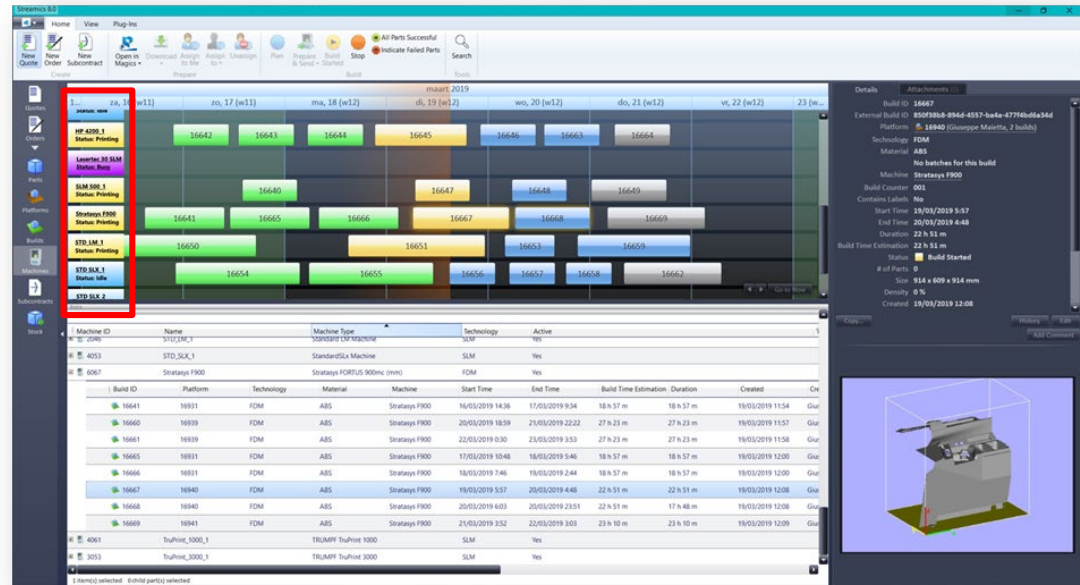 Streamics 8.0
Home View Plug-Ins
New Quote New Order New Subcontract Open in Magics Download Assign to Me Assign to Unassign Plan Prepare & Send Build Started Stop All Parts Successful Indicate Failed Parts Search
Create Prepare Build Tools
Quotes
Orders
Parts
Platforms
Builds
Machines
Subcontracts
Stock
maart 2019
1... za, 16 (w11) zo, 17 (w11) ma, 18 (w12) di, 19 (w12) wo, 20 (w12) do, 21 (w12) vr, 22 (w12) 23 (w...
Status: Idle
HP 4200_1
Status: Printing
16642 16643 16644 16645 16646 16663 16664
Lasertec 30 SLM
Status: Busy
SLM 500_1
Status: Printing
16640 16647 16648 16649
Stratasys F900
Status: Printing
16641 16665 16666 16667 16668 16669
STD_LM_1
Status: Printing
16650 16651 16653 16659
STD SLX_1
Status: Idle
16654 16655 16656 16657 16658 16662
STD SLX_2
Go to Now
Machine ID Name Machine Type Technology Active
2046 STD_LM_1 Standard LM Machine SLM Yes
4053 STD_SLX_1 StandardSLx Machine SLM Yes
6067 Stratasys F900 Stratasys FORTUS 900mc (mm) FDM Yes
Build ID Platform Technology Material Machine Start Time End Time Build Time Estimation Duration Created Cre
16641 16931 FDM ABS Stratasys F900 16/03/2019 14:36 17/03/2019 9:34 18 h 57 m 18 h 57 m 19/03/2019 11:54 Giu
16660 16939 FDM ABS Stratasys F900 20/03/2019 18:59 21/03/2019 22:22 27 h 23 m 27 h 23 m 19/03/2019 11:57 Giu
16661 16939 FDM ABS Stratasys F900 22/03/2019 0:30 23/03/2019 3:53 27 h 23 m 27 h 23 m 19/03/2019 11:58 Giu
16665 16931 FDM ABS Stratasys F900 17/03/2019 10:48 18/03/2019 5:46 18 h 57 m 18 h 57 m 19/03/2019 12:00 Giu
16666 16931 FDM ABS Stratasys F900 18/03/2019 7:46 19/03/2019 2:44 18 h 57 m 18 h 57 m 19/03/2019 12:00 Giu
16667 16940 FDM ABS Stratasys F900 19/03/2019 5:57 20/03/2019 4:48 22 h 51 m 22 h 51 m 19/03/2019 12:08 Giu
16668 16940 FDM ABS Stratasys F900 20/03/2019 6:03 20/03/2019 23:51 22 h 51 m 17 h 48 m 19/03/2019 12:08 Giu
16669 16941 FDM ABS Stratasys F900 21/03/2019 3:52 22/03/2019 3:03 23 h 10 m 23 h 10 m 19/03/2019 12:09 Giu
4061 TruPrint_1000_1 TRUMPF TruPrint 1000 SLM Yes
3053 TruPrint_3000_1 TRUMPF TruPrint 3000 SLM Yes
1 item(s) selected 0 child part(s) selected
Details Attachments (0)
Build ID 16667
External Build ID 850f38b8-894d-4557-ba4a-477f4bd6a34d
Platform 16940 (Giuseppe Maietta, 2 builds)
Technology FDM
Material ABS
No batches for this build
Machine Stratasys F900
Build Counter 001
Contains Labels No
Start Time 19/03/2019 5:57
End Time 20/03/2019 4:48
Duration 22 h 51 m
Build Time Estimation 22 h 51 m
Status Build Started
# of Parts 0
Size 914 x 609 x 914 mm
Density 0 %
Created 19/03/2019 12:08
Copy... History Edit
Add Comment